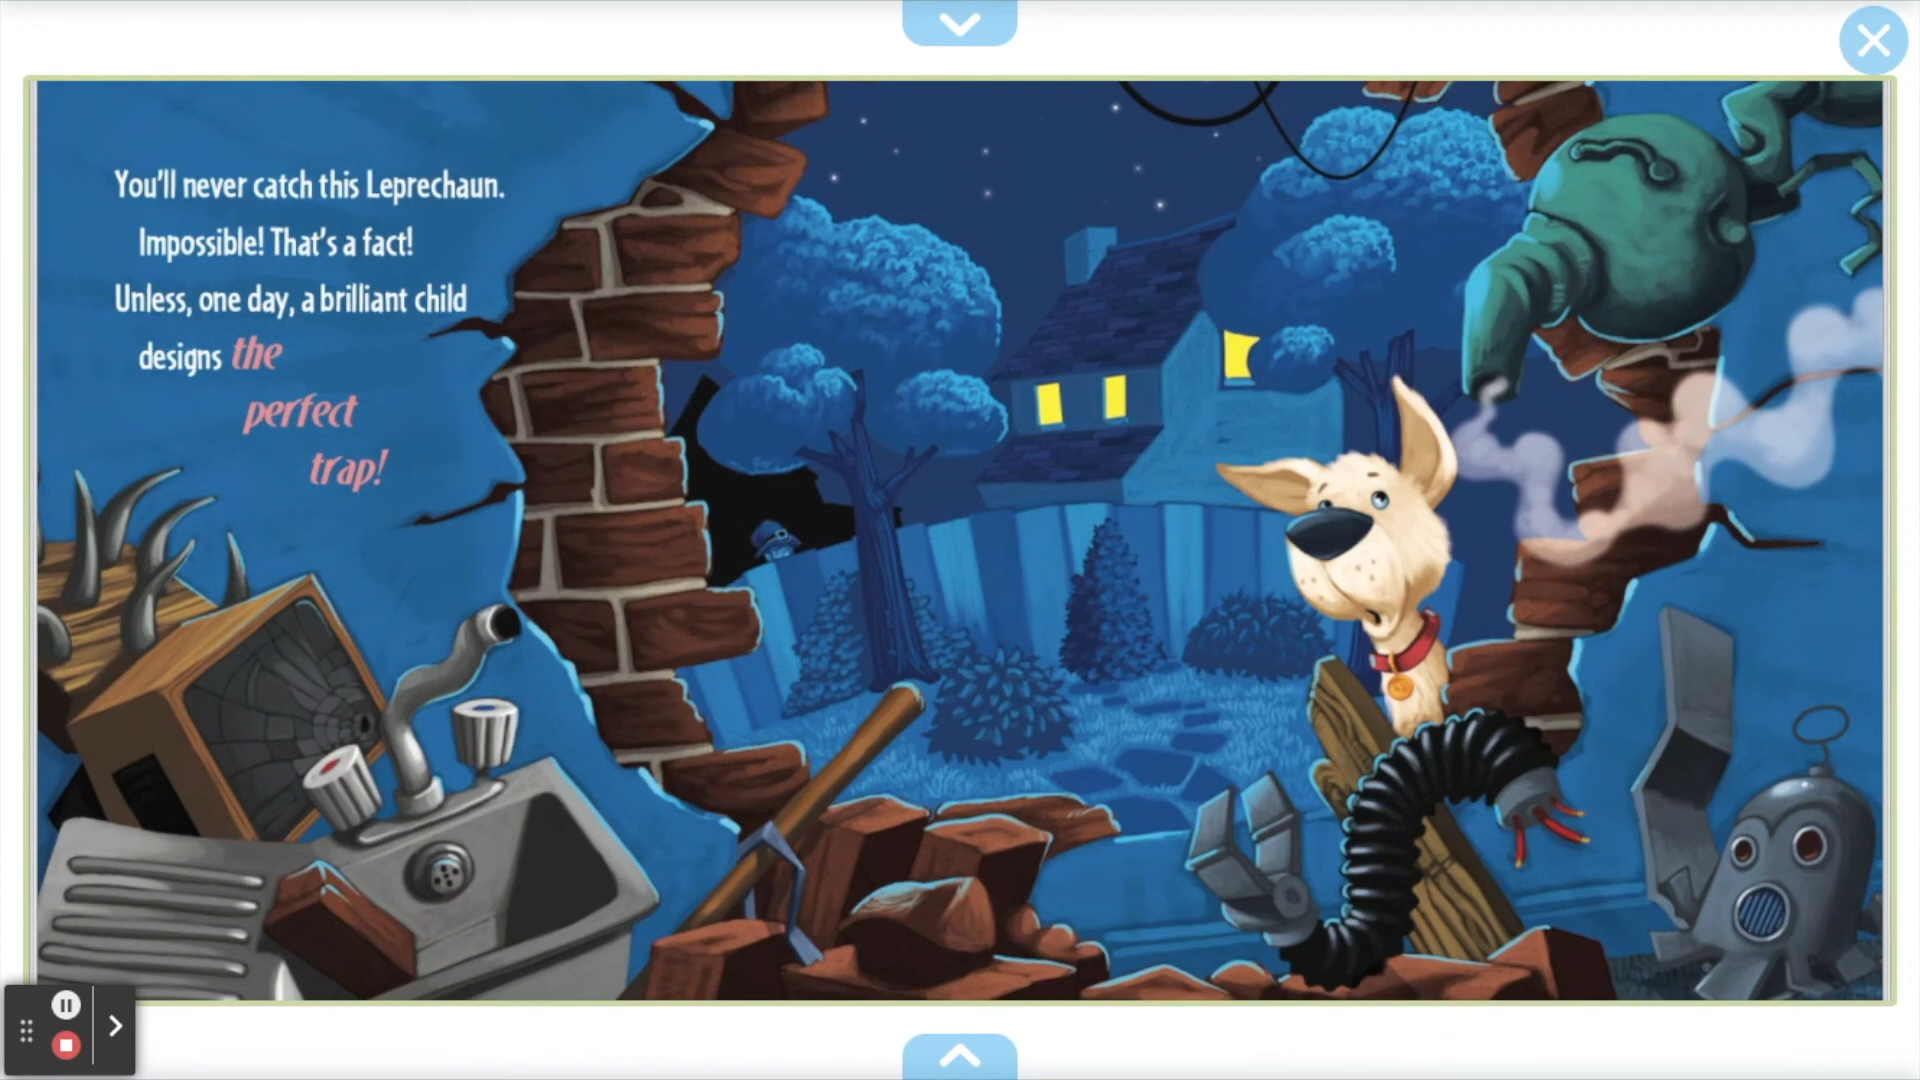 You'll never catch this Leprechaun.
Impossible! That's a fact!
Unless, one day, a brilliant child
designs the
perfect
trap!